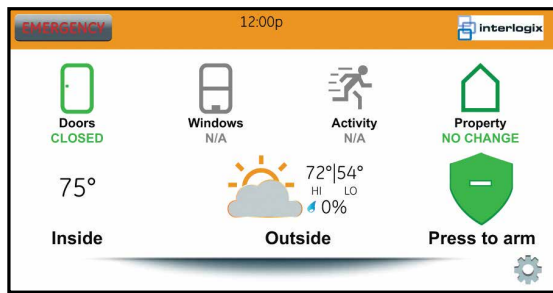 EMERGENCY
12:00p
interlogix
Doors
CLOSED
Windows
N/A
Activity
N/A
Property
NO CHANGE
75°
72°|54°
HI LO
0%
Inside
Outside
Press to arm